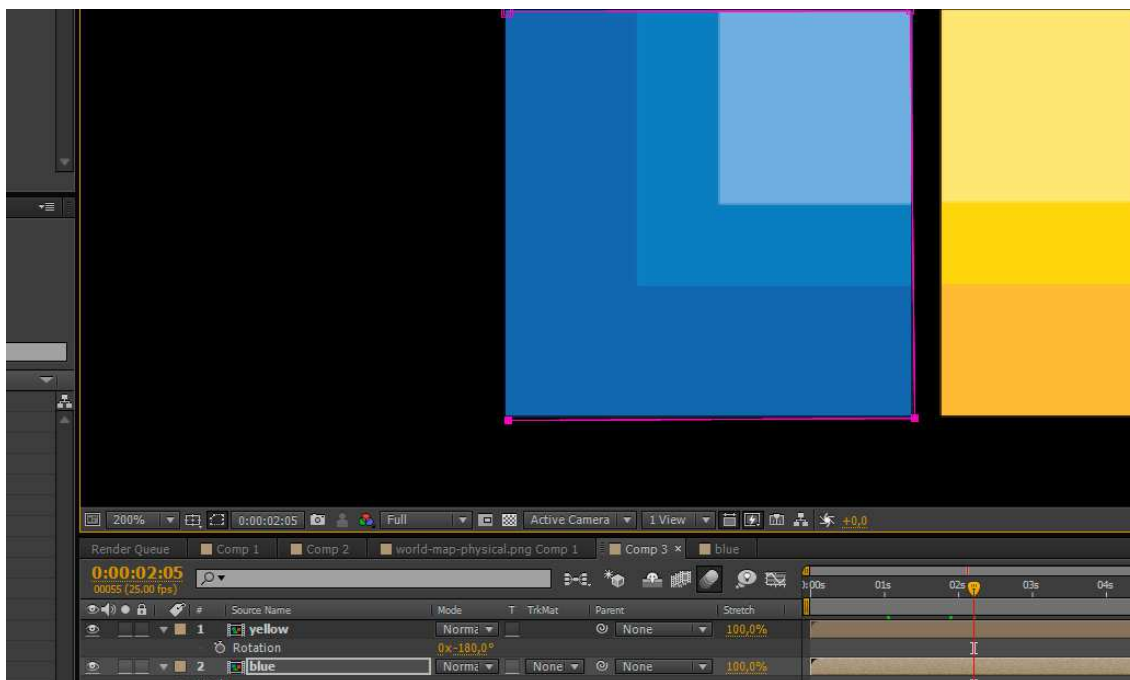 200% 0:00:02:05 Full Active Camera 1 View +0,0
Render Queue Comp 1 Comp 2 world-map-physical.png Comp 1 Comp 3 × blue
0:00:02:05
00055 (25.00 fps)
):00s 01s 02s 03s 04s
# Source Name Mode T TrkMat Parent Stretch
1 yellow Norma None 100,0%
Rotation 0x-180,0°
2 blue Norma None None 100,0%